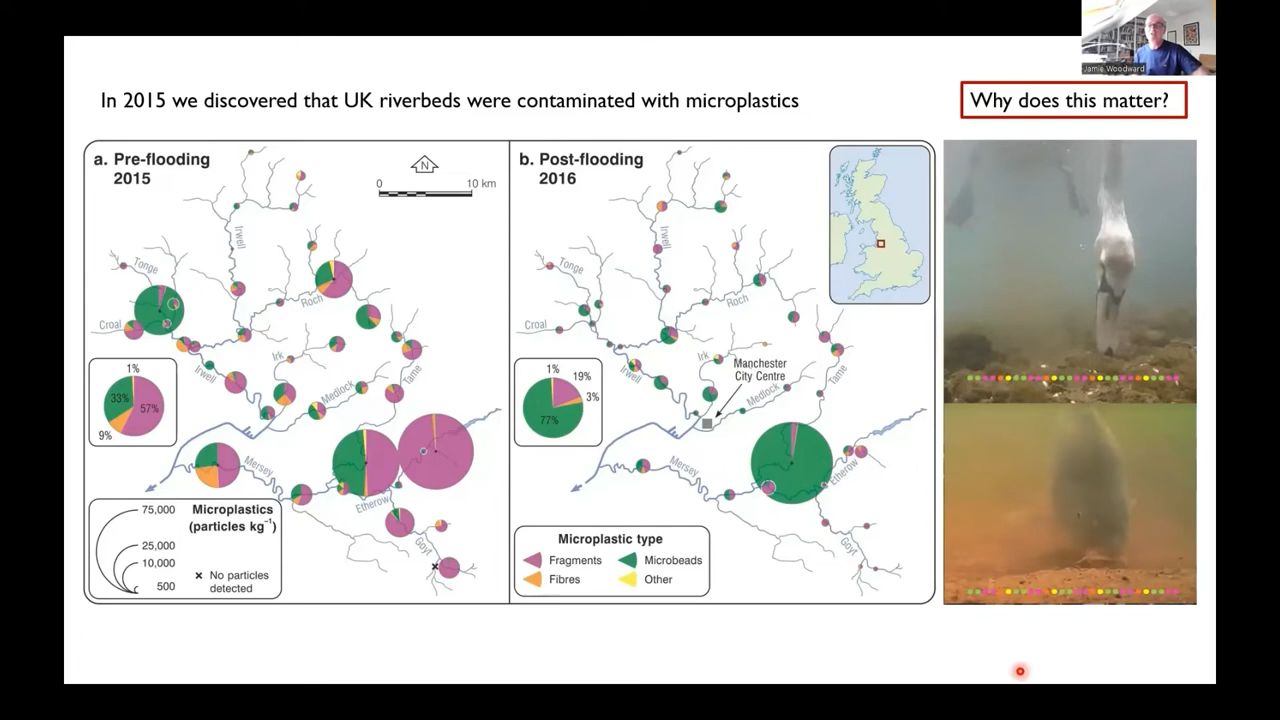 Jamie Woodward
In 2015 we discovered that UK riverbeds were contaminated with microplastics
Why does this matter?
a. Pre-flooding
2015
N
0 10 km
Irwell
Tonge
Croal
Roch
Irk
Irwell
Medlock
Tame
Mersey
Etherow
Goyt
1%
33%
57%
9%
75,000
25,000
10,000
500
Microplastics
(particles kg⁻¹)
x No particles
detected
b. Post-flooding
2016
Irwell
Tonge
Croal
Roch
Irk
Manchester
City Centre
Irwell
Medlock
Tame
Mersey
Etherow
Goyt
1%
19%
3%
77%
Microplastic type
Fragments
Microbeads
Fibres
Other